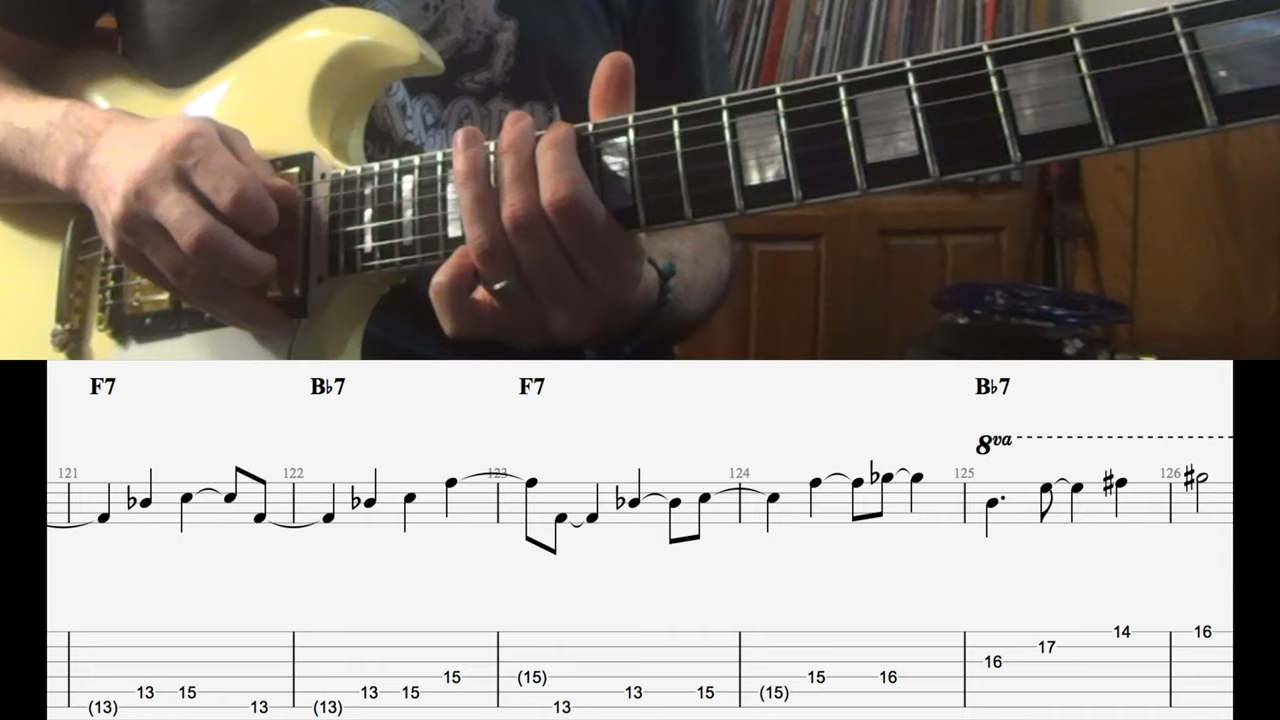 F7 B♭7 F7 B♭7
8va
121 122 123 124 125 126
14 16
17
16
15 (15) 15 16
13 15 13 15 13 15 (15)
(13) 13 (13) 13